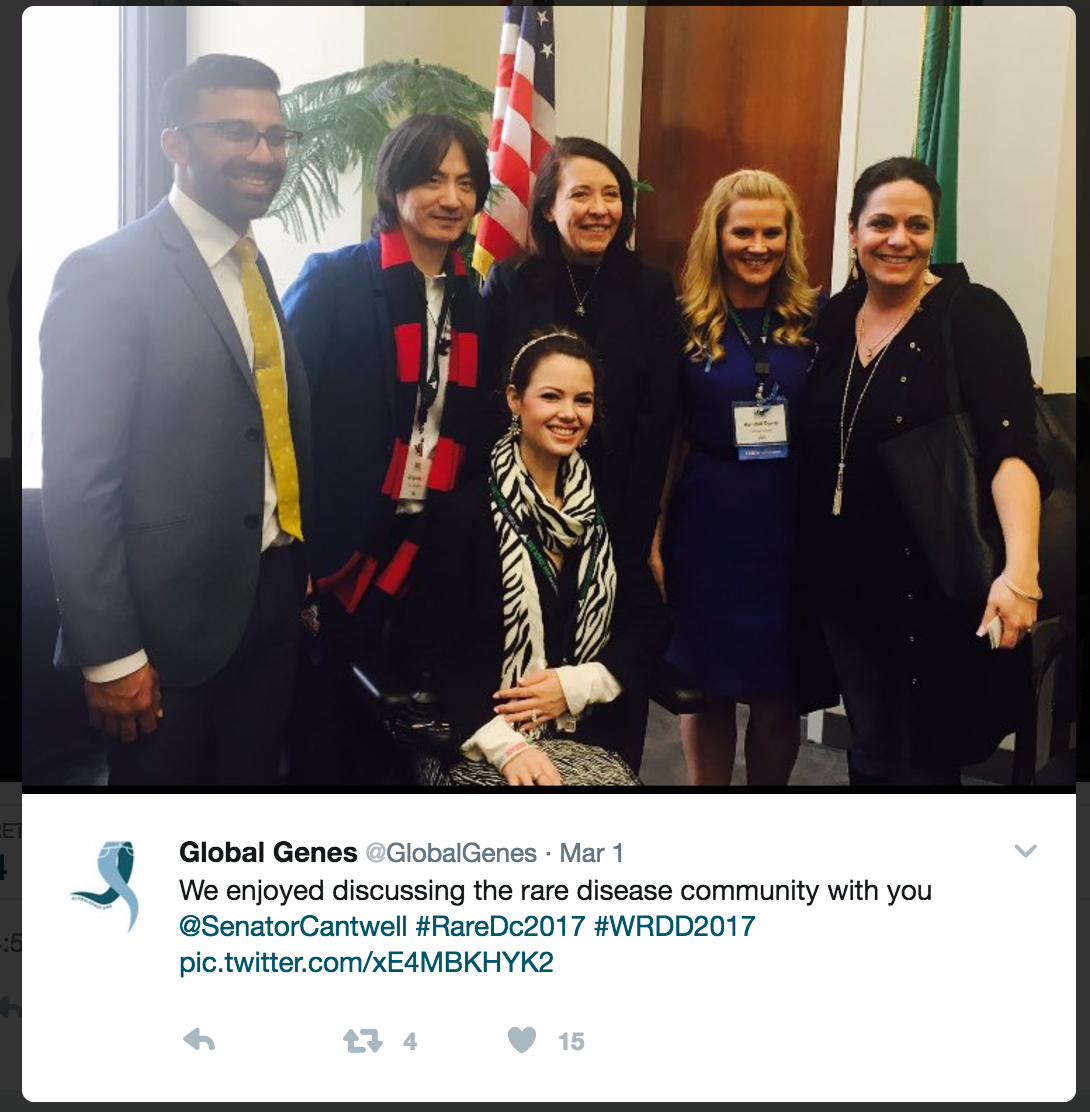 Global Genes @GlobalGenes · Mar 1
We enjoyed discussing the rare disease community with you
@SenatorCantwell #RareDc2017 #WRDD2017
pic.twitter.com/xE4MBKHYK2
4 15